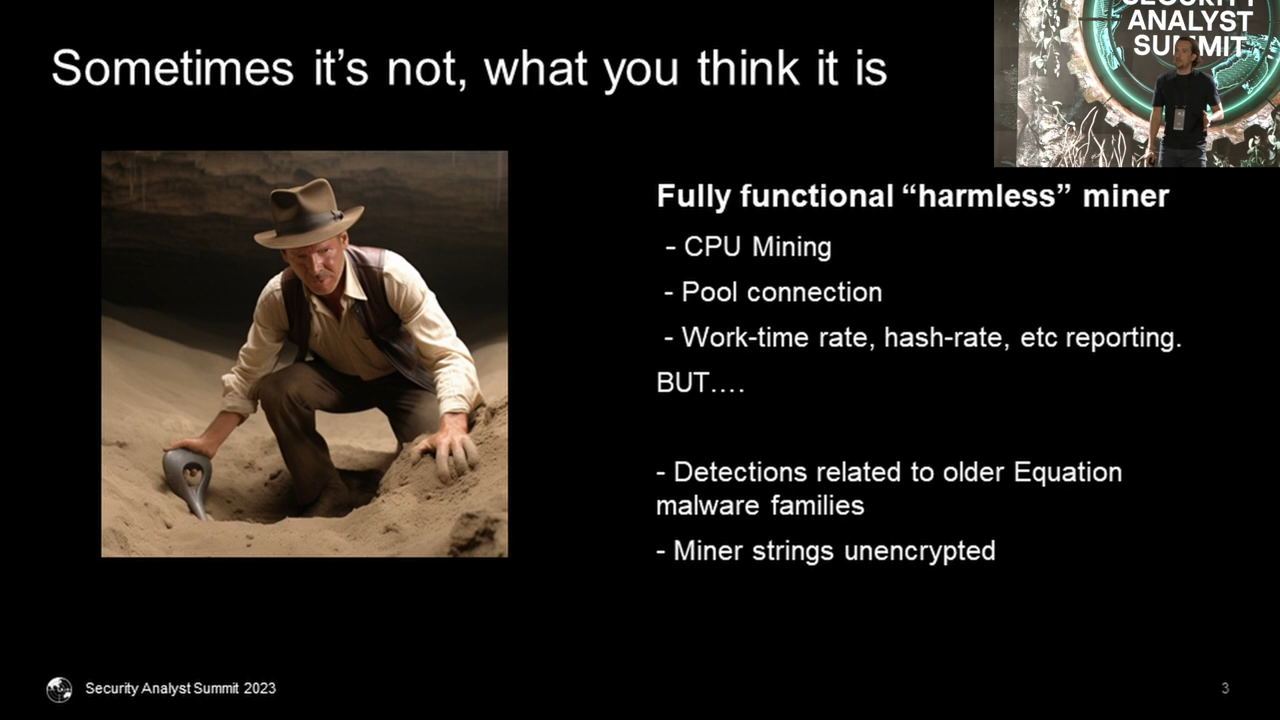 Sometimes it’s not, what you think it is
SECURITY
ANALYST
SUMMIT
Fully functional “harmless” miner
- CPU Mining
- Pool connection
- Work-time rate, hash-rate, etc reporting.
BUT....
- Detections related to older Equation
malware families
- Miner strings unencrypted
Security Analyst Summit 2023
3